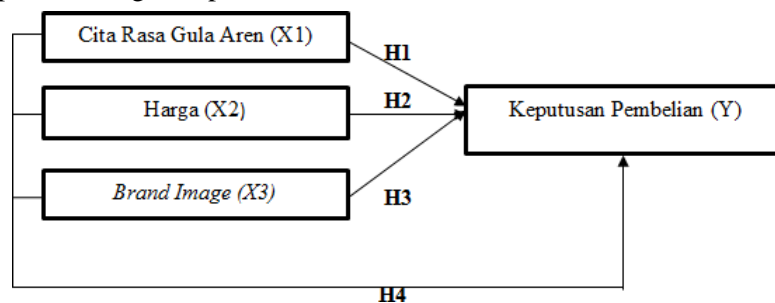 Cita Rasa Gula Aren (X1)
H1
Harga (X2)
H2
Keputusan Pembelian (Y)
Brand Image (X3)
H3
H4